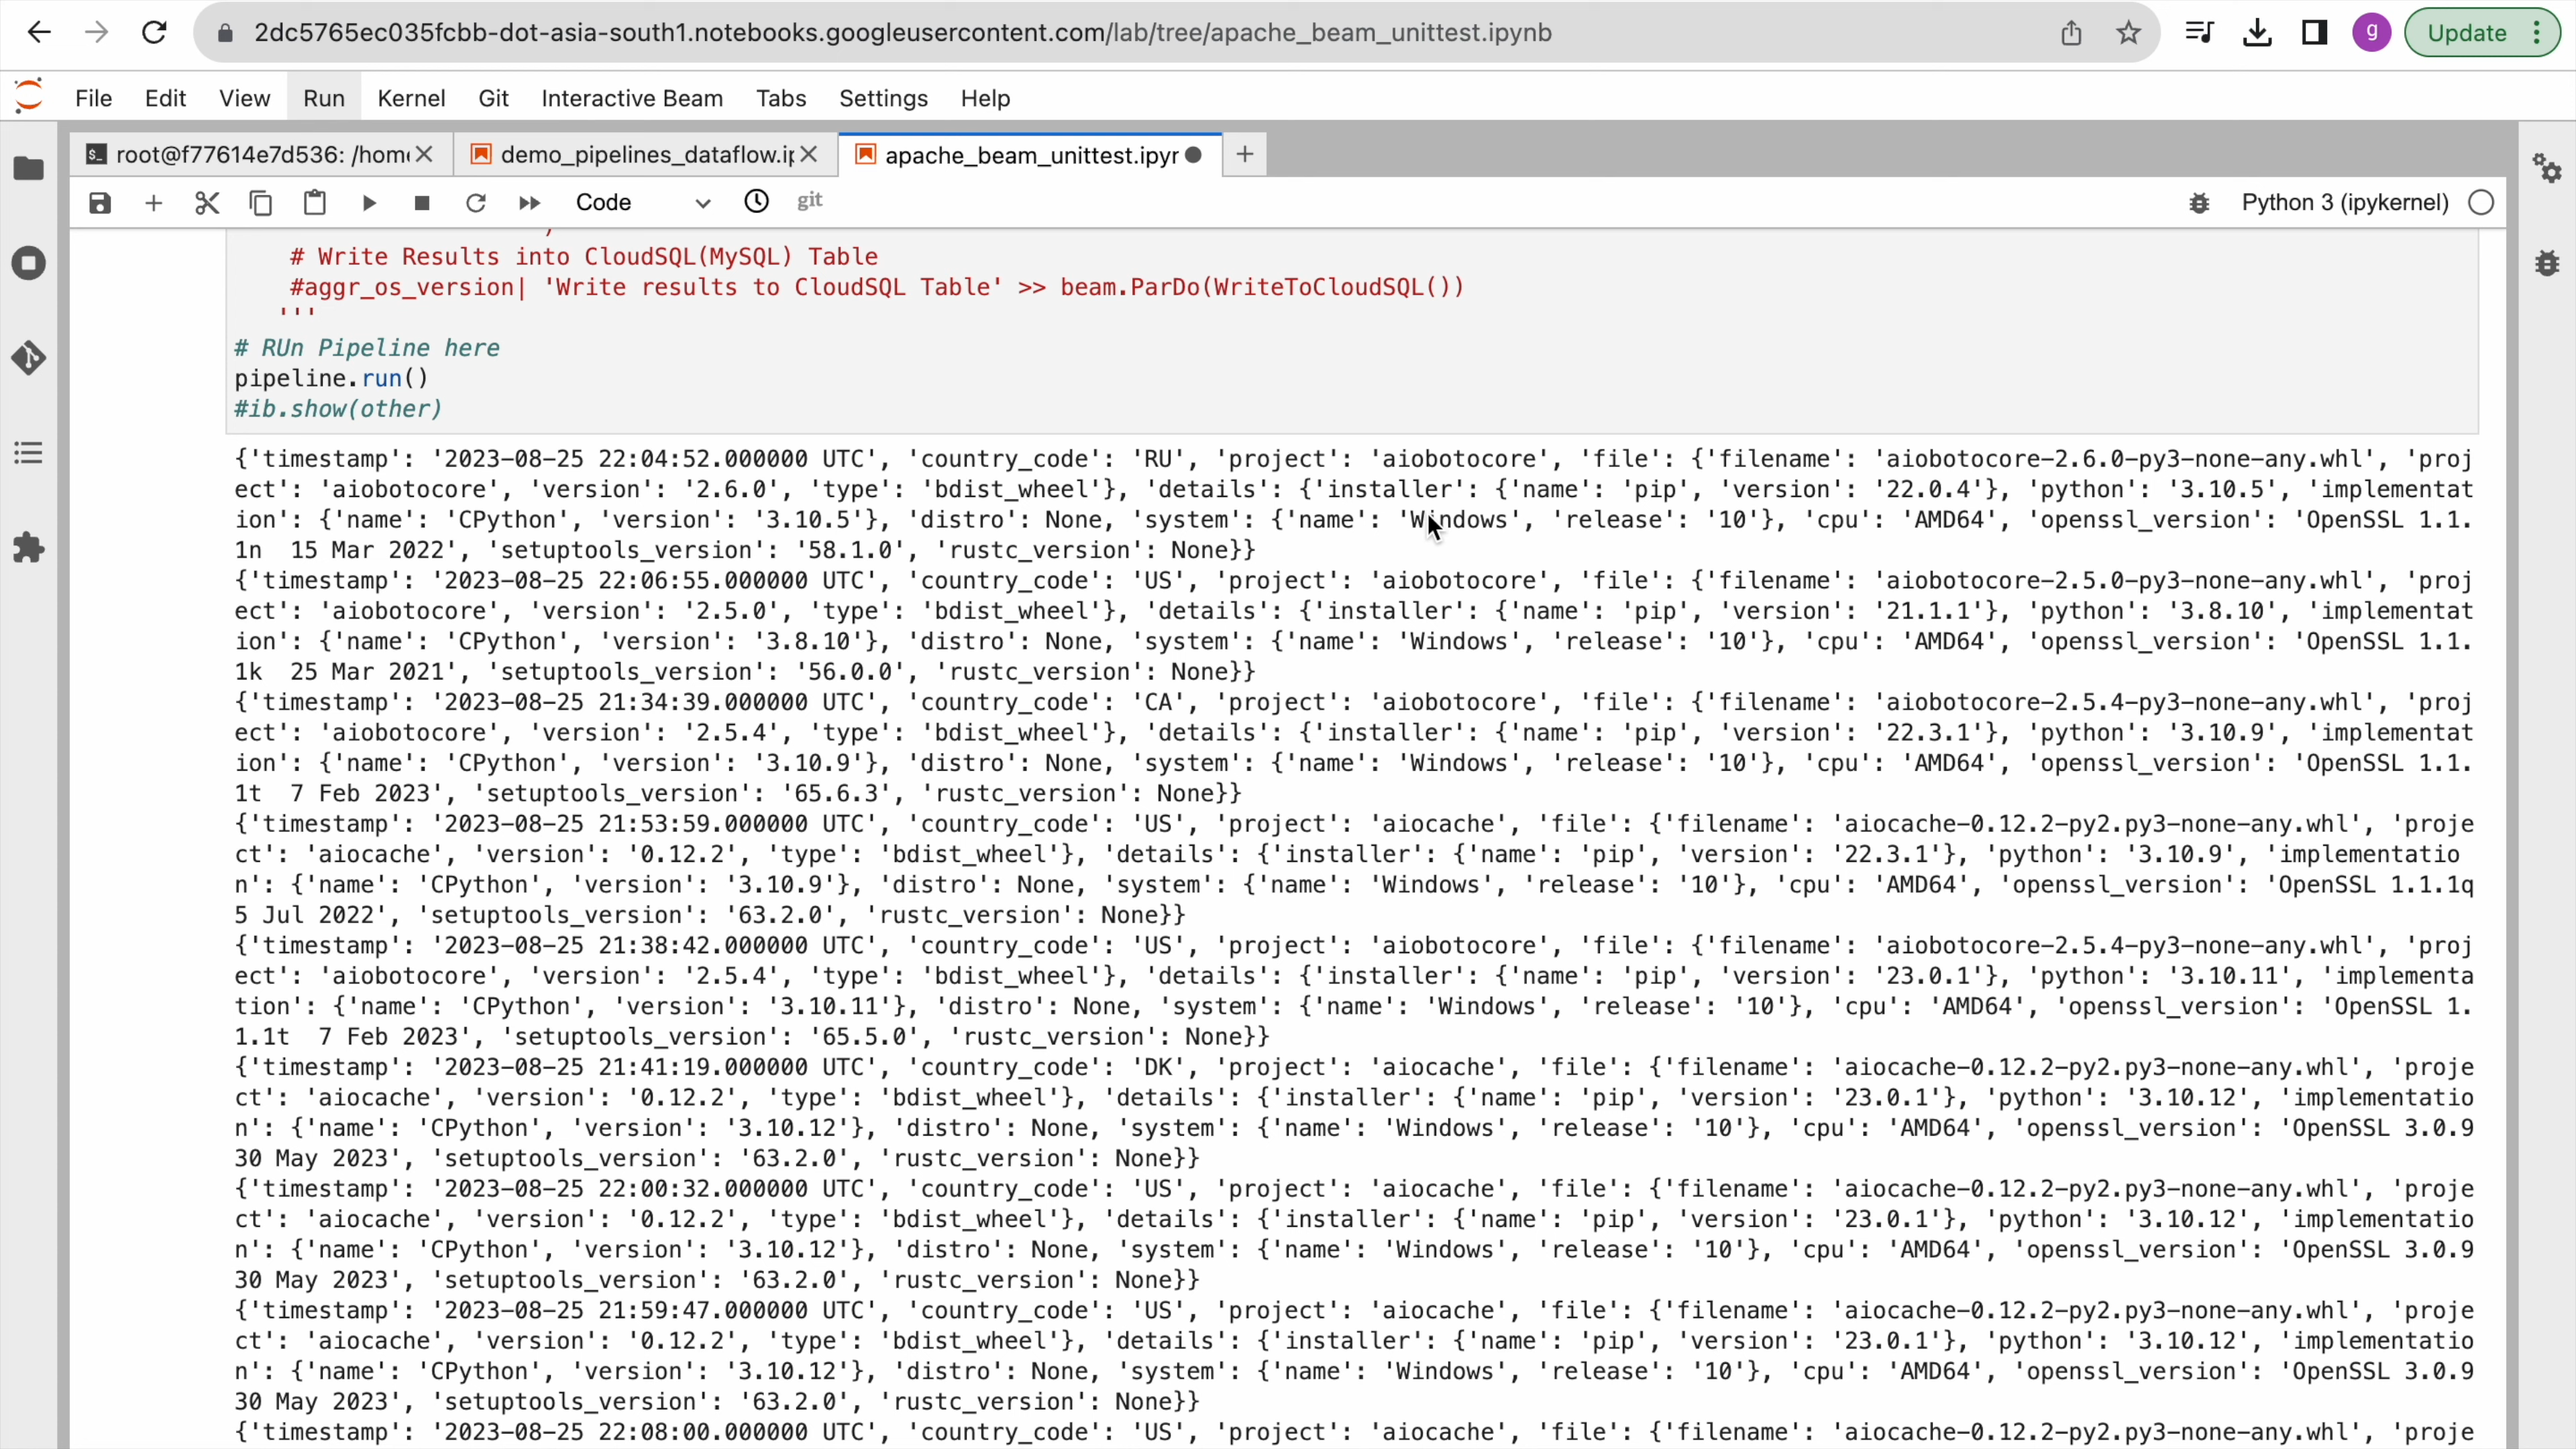 2dc5765ec035fcbb-dot-asia-south1.notebooks.googleusercontent.com/lab/tree/apache_beam_unittest.ipynb
g
Update
File Edit View Run Kernel Git Interactive Beam Tabs Settings Help
root@f77614e7d536: /hom
demo_pipelines_dataflow.ip
apache_beam_unittest.ipyr
Code
git
Python 3 (ipykernel)
# Write Results into CloudSQL(MySQL) Table
#aggr_os_version| 'Write results to CloudSQL Table' >> beam.ParDo(WriteToCloudSQL())
'''
# RUn Pipeline here
pipeline.run()
#ib.show(other)
{'timestamp': '2023-08-25 22:04:52.000000 UTC', 'country_code': 'RU', 'project': 'aiobotocore', 'file': {'filename': 'aiobotocore-2.6.0-py3-none-any.whl', 'proj
ect': 'aiobotocore', 'version': '2.6.0', 'type': 'bdist_wheel'}, 'details': {'installer': {'name': 'pip', 'version': '22.0.4'}, 'python': '3.10.5', 'implementat
ion': {'name': 'CPython', 'version': '3.10.5'}, 'distro': None, 'system': {'name': 'Windows', 'release': '10'}, 'cpu': 'AMD64', 'openssl_version': 'OpenSSL 1.1.
1n  15 Mar 2022', 'setuptools_version': '58.1.0', 'rustc_version': None}}
{'timestamp': '2023-08-25 22:06:55.000000 UTC', 'country_code': 'US', 'project': 'aiobotocore', 'file': {'filename': 'aiobotocore-2.5.0-py3-none-any.whl', 'proj
ect': 'aiobotocore', 'version': '2.5.0', 'type': 'bdist_wheel'}, 'details': {'installer': {'name': 'pip', 'version': '21.1.1'}, 'python': '3.8.10', 'implementat
ion': {'name': 'CPython', 'version': '3.8.10'}, 'distro': None, 'system': {'name': 'Windows', 'release': '10'}, 'cpu': 'AMD64', 'openssl_version': 'OpenSSL 1.1.
1k  25 Mar 2021', 'setuptools_version': '56.0.0', 'rustc_version': None}}
{'timestamp': '2023-08-25 21:34:39.000000 UTC', 'country_code': 'CA', 'project': 'aiobotocore', 'file': {'filename': 'aiobotocore-2.5.4-py3-none-any.whl', 'proj
ect': 'aiobotocore', 'version': '2.5.4', 'type': 'bdist_wheel'}, 'details': {'installer': {'name': 'pip', 'version': '22.3.1'}, 'python': '3.10.9', 'implementat
ion': {'name': 'CPython', 'version': '3.10.9'}, 'distro': None, 'system': {'name': 'Windows', 'release': '10'}, 'cpu': 'AMD64', 'openssl_version': 'OpenSSL 1.1.
1t  7 Feb 2023', 'setuptools_version': '65.6.3', 'rustc_version': None}}
{'timestamp': '2023-08-25 21:53:59.000000 UTC', 'country_code': 'US', 'project': 'aiocache', 'file': {'filename': 'aiocache-0.12.2-py2.py3-none-any.whl', 'proje
ct': 'aiocache', 'version': '0.12.2', 'type': 'bdist_wheel'}, 'details': {'installer': {'name': 'pip', 'version': '22.3.1'}, 'python': '3.10.9', 'implementatio
n': {'name': 'CPython', 'version': '3.10.9'}, 'distro': None, 'system': {'name': 'Windows', 'release': '10'}, 'cpu': 'AMD64', 'openssl_version': 'OpenSSL 1.1.1q
5 Jul 2022', 'setuptools_version': '63.2.0', 'rustc_version': None}}
{'timestamp': '2023-08-25 21:38:42.000000 UTC', 'country_code': 'US', 'project': 'aiobotocore', 'file': {'filename': 'aiobotocore-2.5.4-py3-none-any.whl', 'proj
ect': 'aiobotocore', 'version': '2.5.4', 'type': 'bdist_wheel'}, 'details': {'installer': {'name': 'pip', 'version': '23.0.1'}, 'python': '3.10.11', 'implementa
tion': {'name': 'CPython', 'version': '3.10.11'}, 'distro': None, 'system': {'name': 'Windows', 'release': '10'}, 'cpu': 'AMD64', 'openssl_version': 'OpenSSL 1.
1.1t  7 Feb 2023', 'setuptools_version': '65.5.0', 'rustc_version': None}}
{'timestamp': '2023-08-25 21:41:19.000000 UTC', 'country_code': 'DK', 'project': 'aiocache', 'file': {'filename': 'aiocache-0.12.2-py2.py3-none-any.whl', 'proje
ct': 'aiocache', 'version': '0.12.2', 'type': 'bdist_wheel'}, 'details': {'installer': {'name': 'pip', 'version': '23.0.1'}, 'python': '3.10.12', 'implementatio
n': {'name': 'CPython', 'version': '3.10.12'}, 'distro': None, 'system': {'name': 'Windows', 'release': '10'}, 'cpu': 'AMD64', 'openssl_version': 'OpenSSL 3.0.9
30 May 2023', 'setuptools_version': '63.2.0', 'rustc_version': None}}
{'timestamp': '2023-08-25 22:00:32.000000 UTC', 'country_code': 'US', 'project': 'aiocache', 'file': {'filename': 'aiocache-0.12.2-py2.py3-none-any.whl', 'proje
ct': 'aiocache', 'version': '0.12.2', 'type': 'bdist_wheel'}, 'details': {'installer': {'name': 'pip', 'version': '23.0.1'}, 'python': '3.10.12', 'implementatio
n': {'name': 'CPython', 'version': '3.10.12'}, 'distro': None, 'system': {'name': 'Windows', 'release': '10'}, 'cpu': 'AMD64', 'openssl_version': 'OpenSSL 3.0.9
30 May 2023', 'setuptools_version': '63.2.0', 'rustc_version': None}}
{'timestamp': '2023-08-25 21:59:47.000000 UTC', 'country_code': 'US', 'project': 'aiocache', 'file': {'filename': 'aiocache-0.12.2-py2.py3-none-any.whl', 'proje
ct': 'aiocache', 'version': '0.12.2', 'type': 'bdist_wheel'}, 'details': {'installer': {'name': 'pip', 'version': '23.0.1'}, 'python': '3.10.12', 'implementatio
n': {'name': 'CPython', 'version': '3.10.12'}, 'distro': None, 'system': {'name': 'Windows', 'release': '10'}, 'cpu': 'AMD64', 'openssl_version': 'OpenSSL 3.0.9
30 May 2023', 'setuptools_version': '63.2.0', 'rustc_version': None}}
{'timestamp': '2023-08-25 22:08:00.000000 UTC', 'country_code': 'US', 'project': 'aiocache', 'file': {'filename': 'aiocache-0.12.2-py2.py3-none-any.whl', 'proje